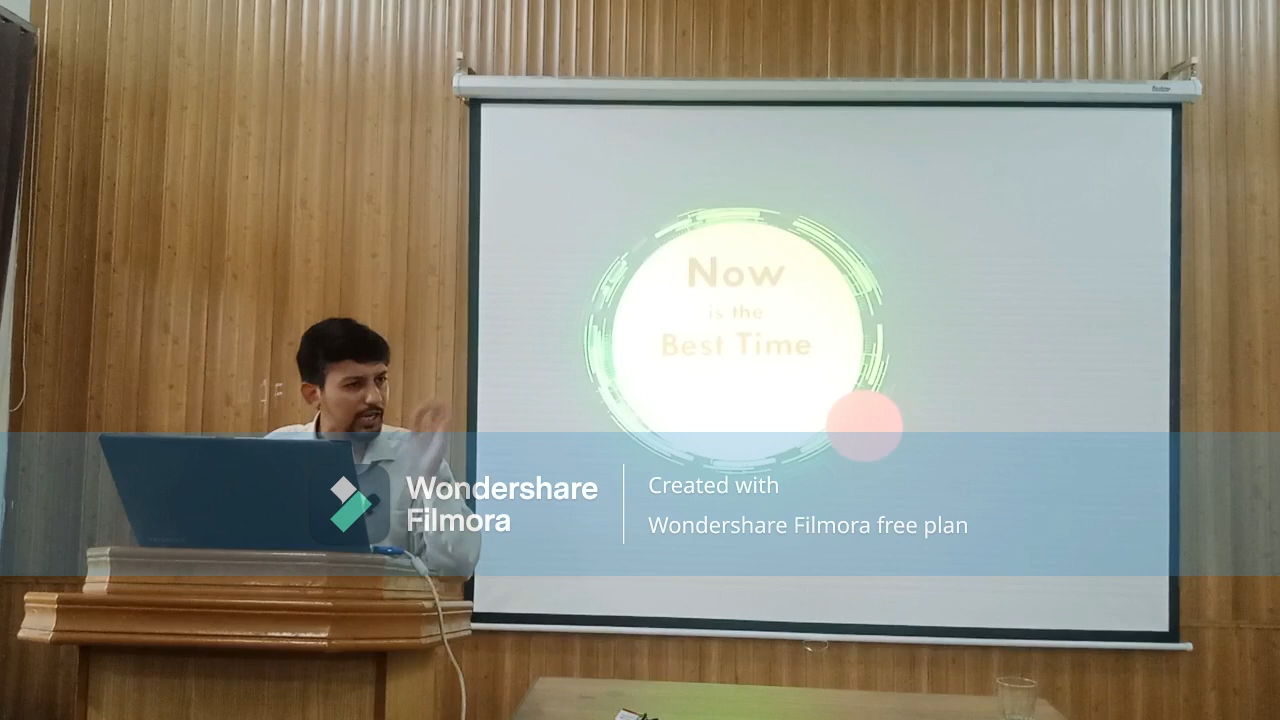 Now
is the
Best Time
Wondershare
Filmora
Created with
Wondershare Filmora free plan